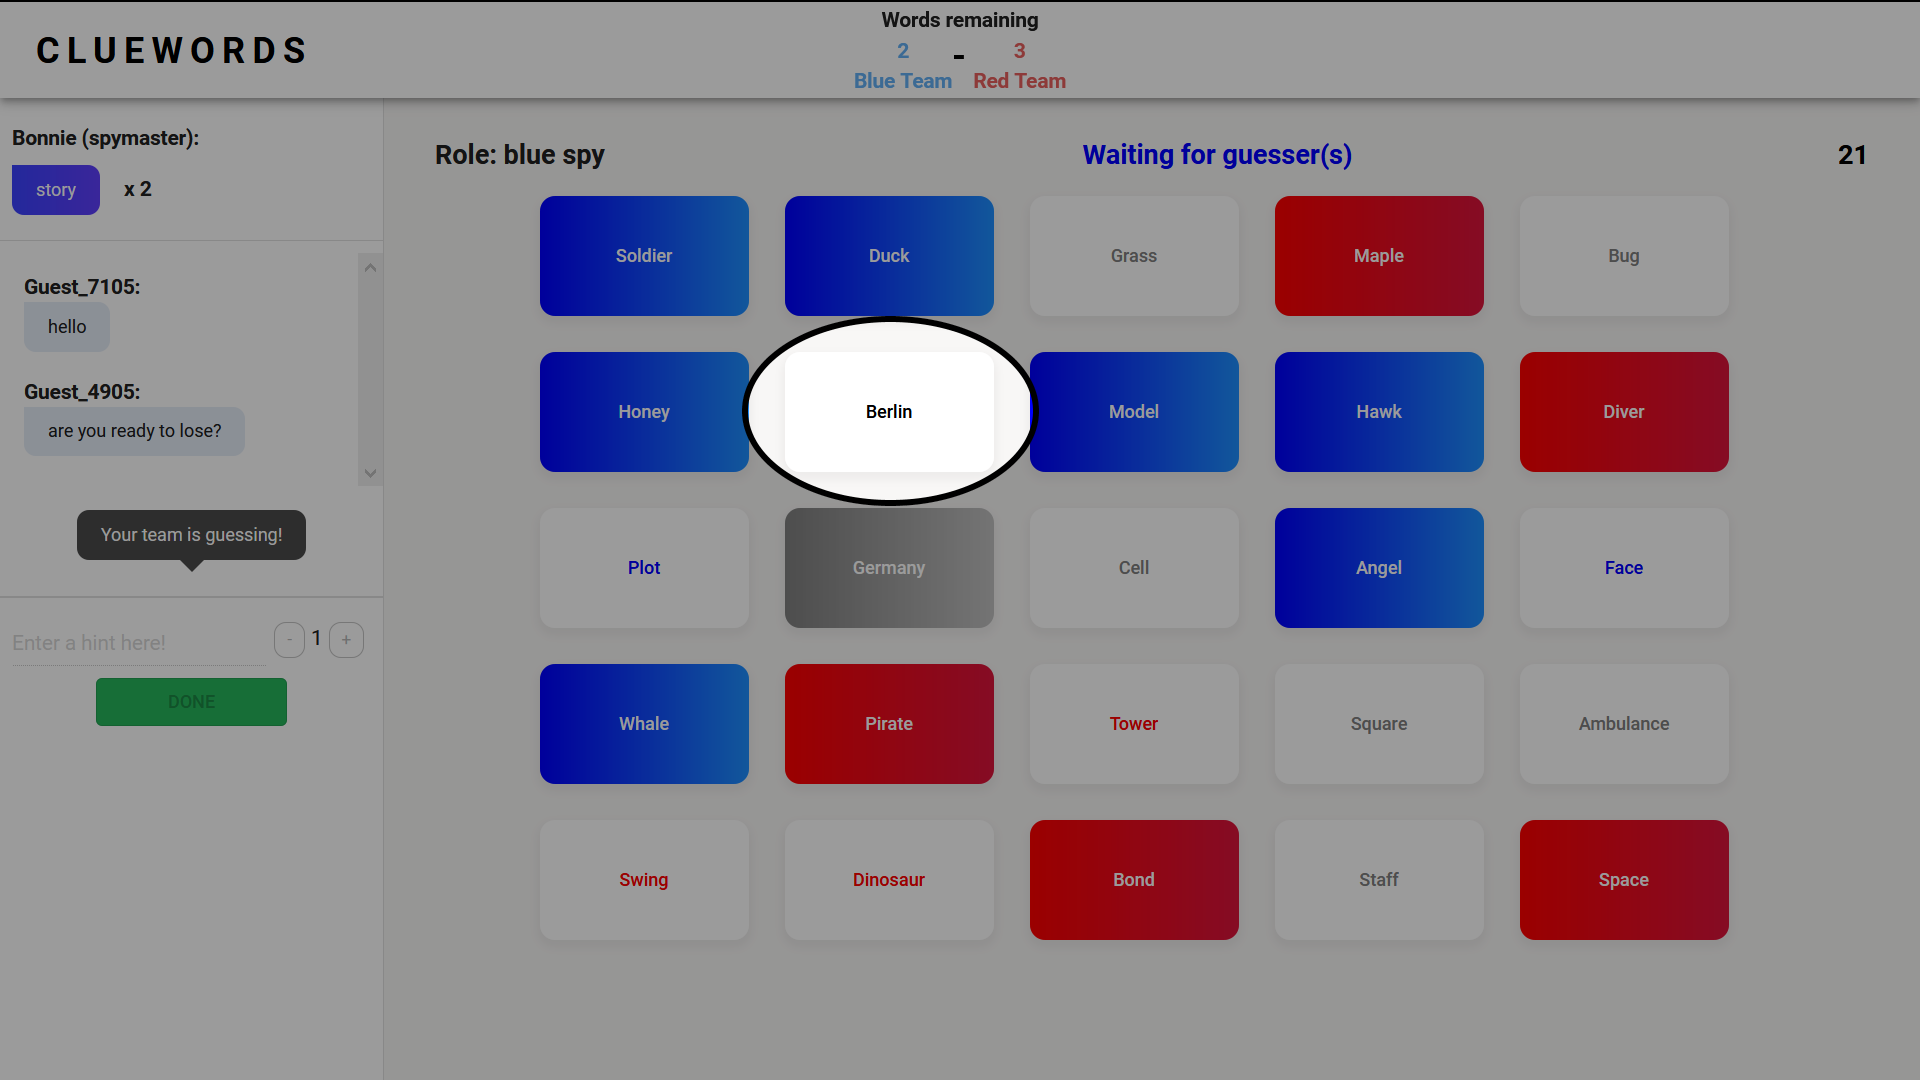 CLUEWORDS
Words remaining
2 - 3
Blue Team Red Team
Bonnie (spymaster):
story x 2
Guest_7105:
hello
Guest_4905:
are you ready to lose?
Your team is guessing!
Enter a hint here! - 1 +
DONE
Role: blue spy Waiting for guesser(s) 21
Soldier Duck Grass Maple Bug
Honey Berlin Model Hawk Diver
Plot Germany Cell Angel Face
Whale Pirate Tower Square Ambulance
Swing Dinosaur Bond Staff Space